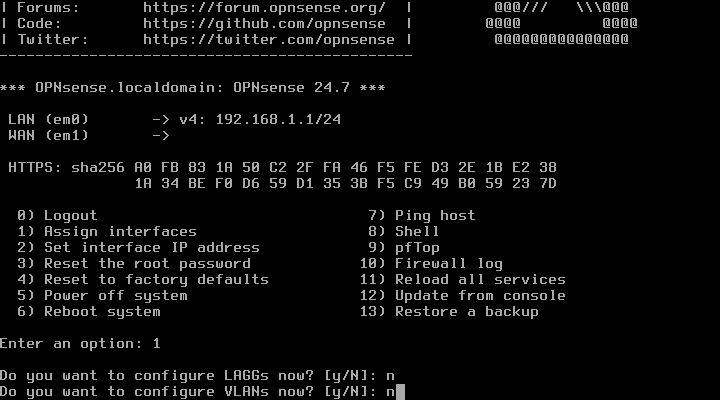 | Forums:      https://forum.opnsense.org/  |         @@@///   \\\@@@
| Code:        https://github.com/opnsense  |        @@@@         @@@@
| Twitter:     https://twitter.com/opnsense |         @@@@@@@@@@@@@@@
----------------------------------------------
*** OPNsense.localdomain: OPNsense 24.7 ***
LAN (em0)       -> v4: 192.168.1.1/24
WAN (em1)       ->
HTTPS: sha256 A0 FB 83 1A 50 C2 2F FA 46 F5 FE D3 2E 1B E2 38
              1A 34 BE F0 D6 59 D1 35 3B F5 C9 49 B0 59 23 7D
  0) Logout                              7) Ping host
  1) Assign interfaces                   8) Shell
  2) Set interface IP address            9) pfTop
  3) Reset the root password            10) Firewall log
  4) Reset to factory defaults          11) Reload all services
  5) Power off system                   12) Update from console
  6) Reboot system                      13) Restore a backup
Enter an option: 1
Do you want to configure LAGGs now? [y/N]: n
Do you want to configure VLANs now? [y/N]: n